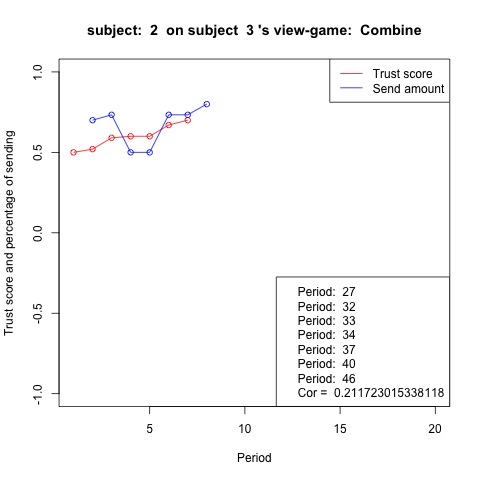 subject:  2  on subject  3 's view-game:  Combine
Trust score
Send amount
Trust score and percentage of sending
1.0
0.5
0.0
-0.5
-1.0
Period:  27
Period:  32
Period:  33
Period:  34
Period:  37
Period:  40
Period:  46
Cor =  0.211723015338118
5 10 15 20
Period